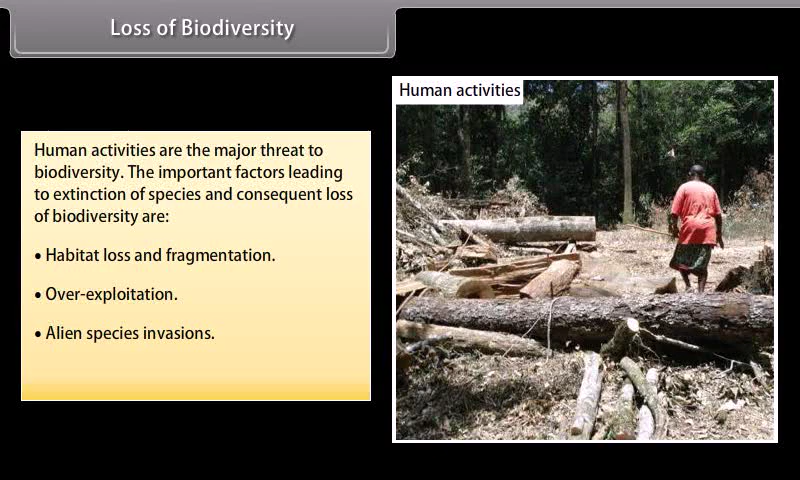 Loss of Biodiversity
Human activities
Human activities are the major threat to
biodiversity. The important factors leading
to extinction of species and consequent loss
of biodiversity are:
• Habitat loss and fragmentation.
• Over-exploitation.
• Alien species invasions.